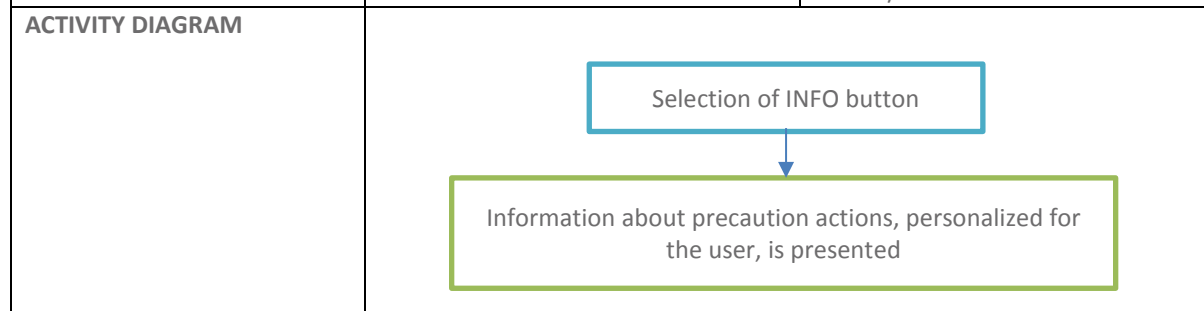 ACTIVITY DIAGRAM
Selection of INFO button
Information about precaution actions, personalized for
the user, is presented